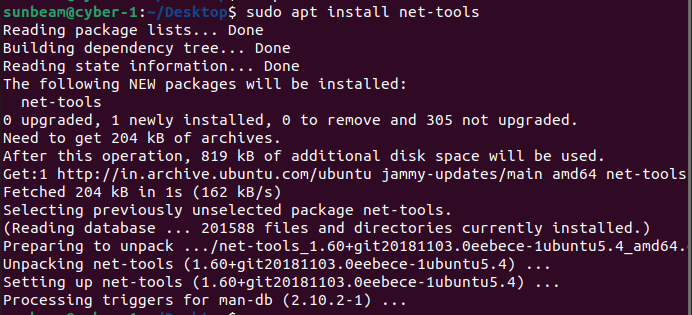 sunbeam@cyber-1:~/Desktop$ sudo apt install net-tools
Reading package lists... Done
Building dependency tree... Done
Reading state information... Done
The following NEW packages will be installed:
  net-tools
0 upgraded, 1 newly installed, 0 to remove and 305 not upgraded.
Need to get 204 kB of archives.
After this operation, 819 kB of additional disk space will be used.
Get:1 http://in.archive.ubuntu.com/ubuntu jammy-updates/main amd64 net-tools
Fetched 204 kB in 1s (162 kB/s)
Selecting previously unselected package net-tools.
(Reading database ... 201588 files and directories currently installed.)
Preparing to unpack .../net-tools_1.60+git20181103.0eebece-1ubuntu5.4_amd64.
Unpacking net-tools (1.60+git20181103.0eebece-1ubuntu5.4) ...
Setting up net-tools (1.60+git20181103.0eebece-1ubuntu5.4) ...
Processing triggers for man-db (2.10.2-1) ...